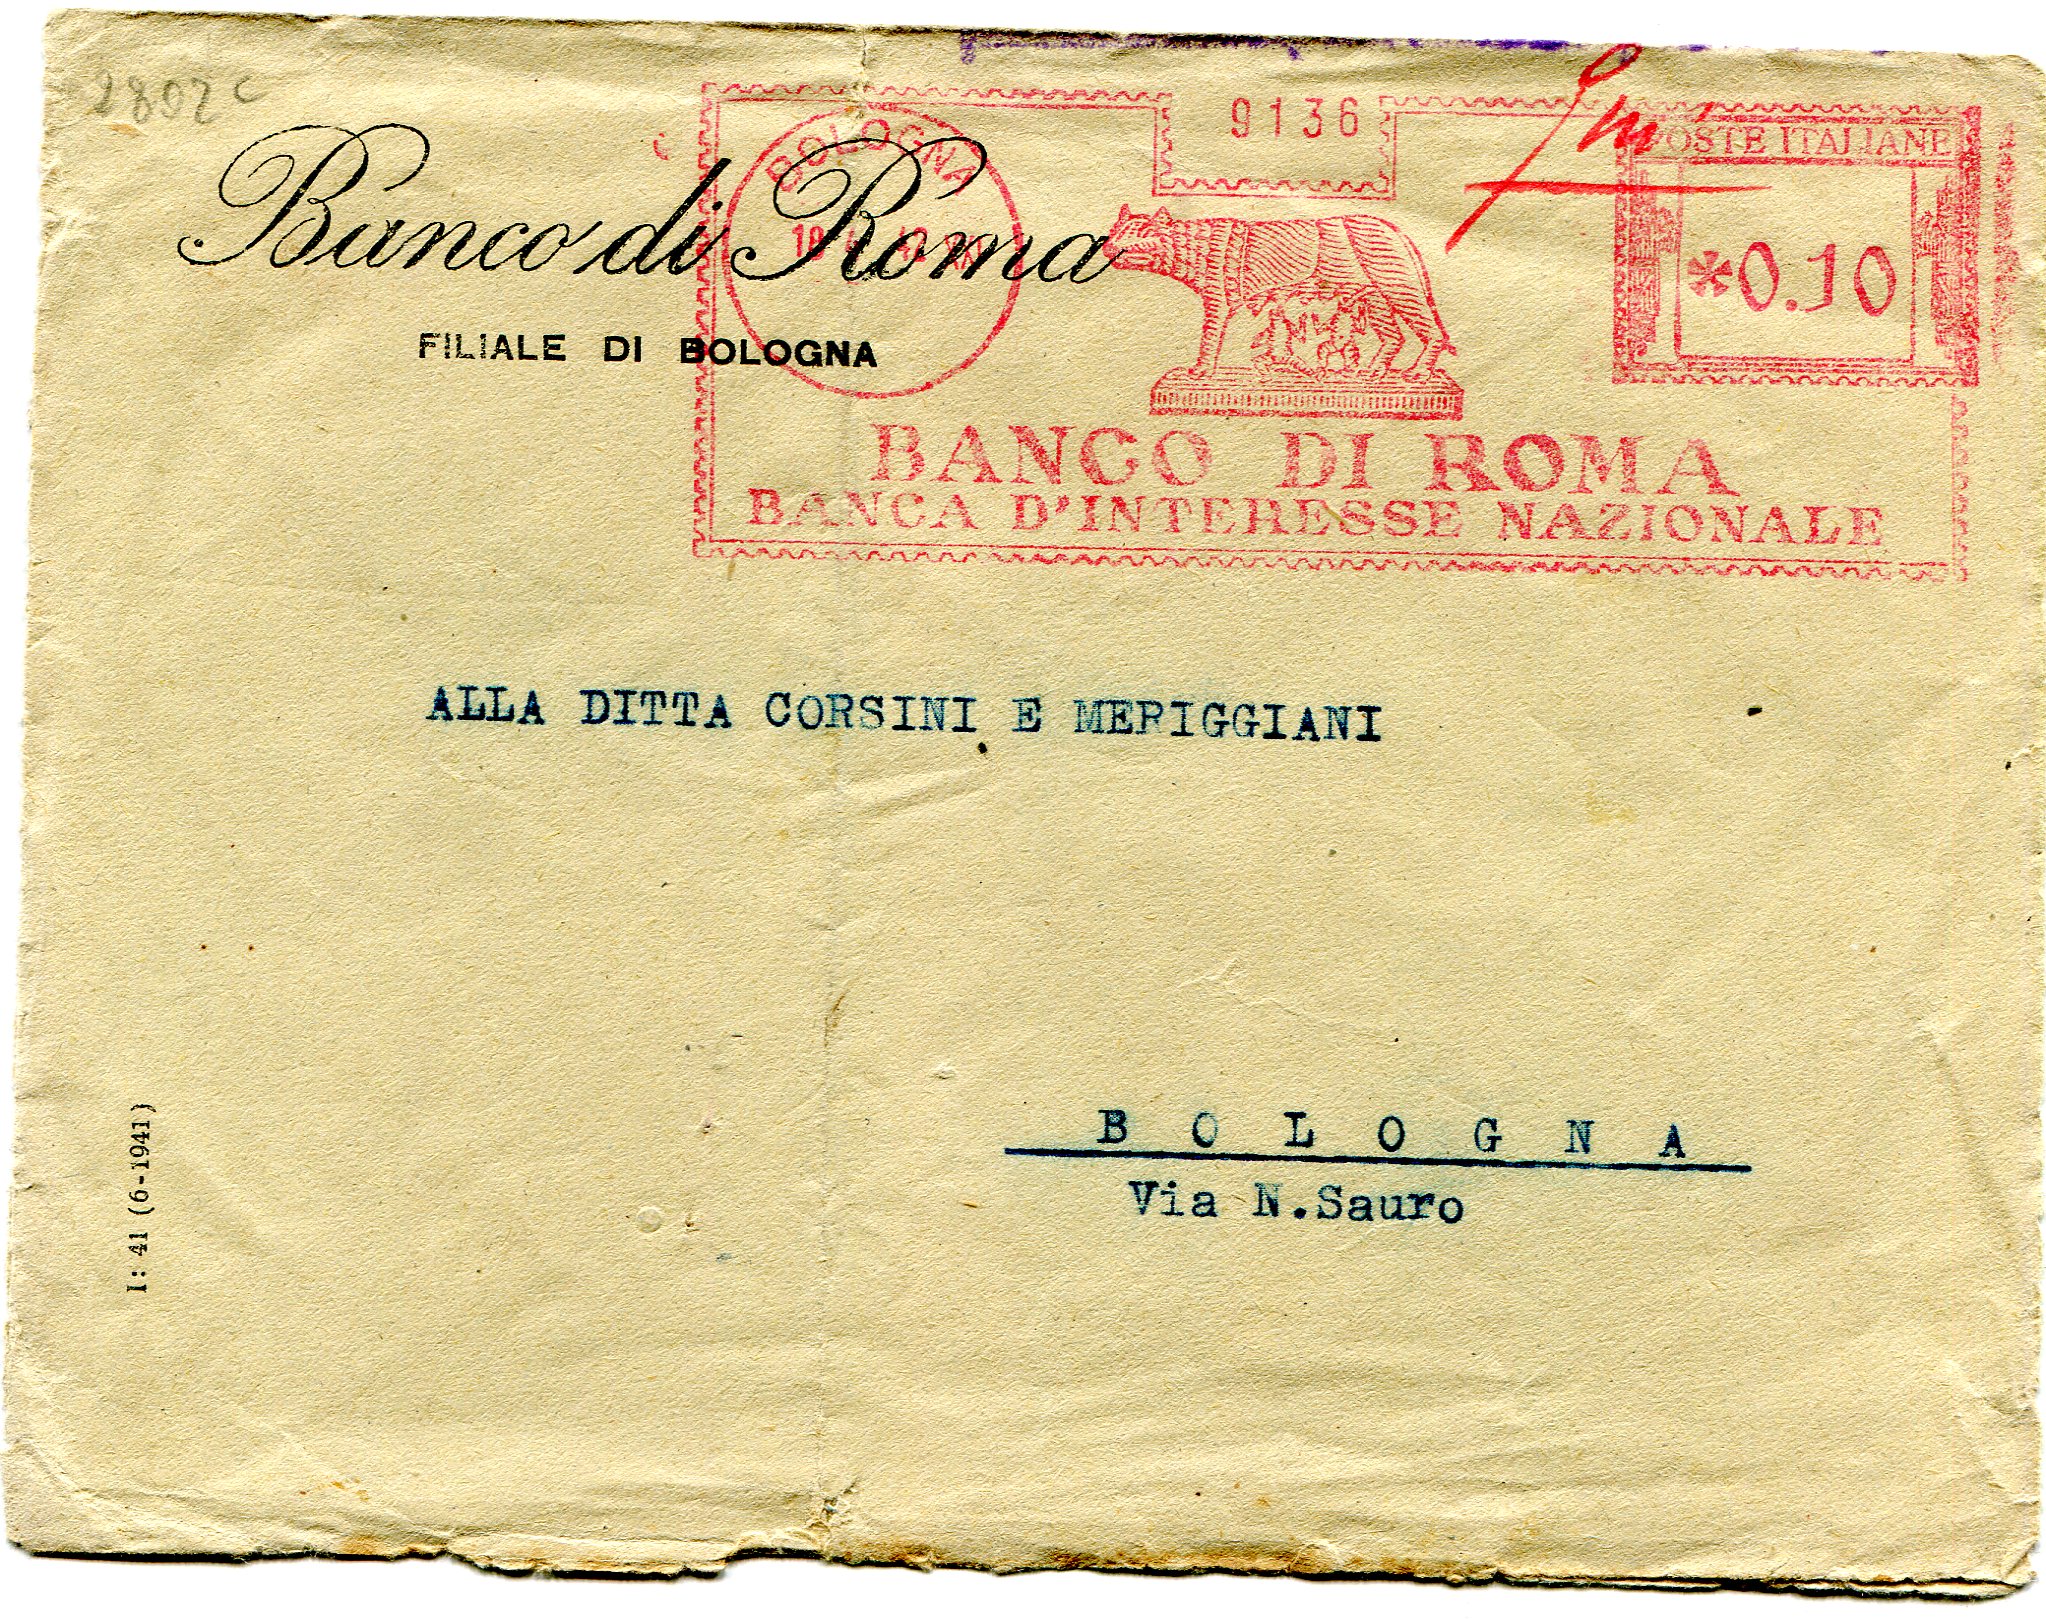 2802 C
9136
POSTE ITALIANE
BOLOGNA
Banco di Roma
*0.10
FILIALE DI BOLOGNA
BANCO DI ROMA
BANCA D'INTERESSE NAZIONALE
ALLA DITTA CORSINI E MERIGGIANI
B O L O G N A
Via N.Sauro
I: 41 (6-1941)